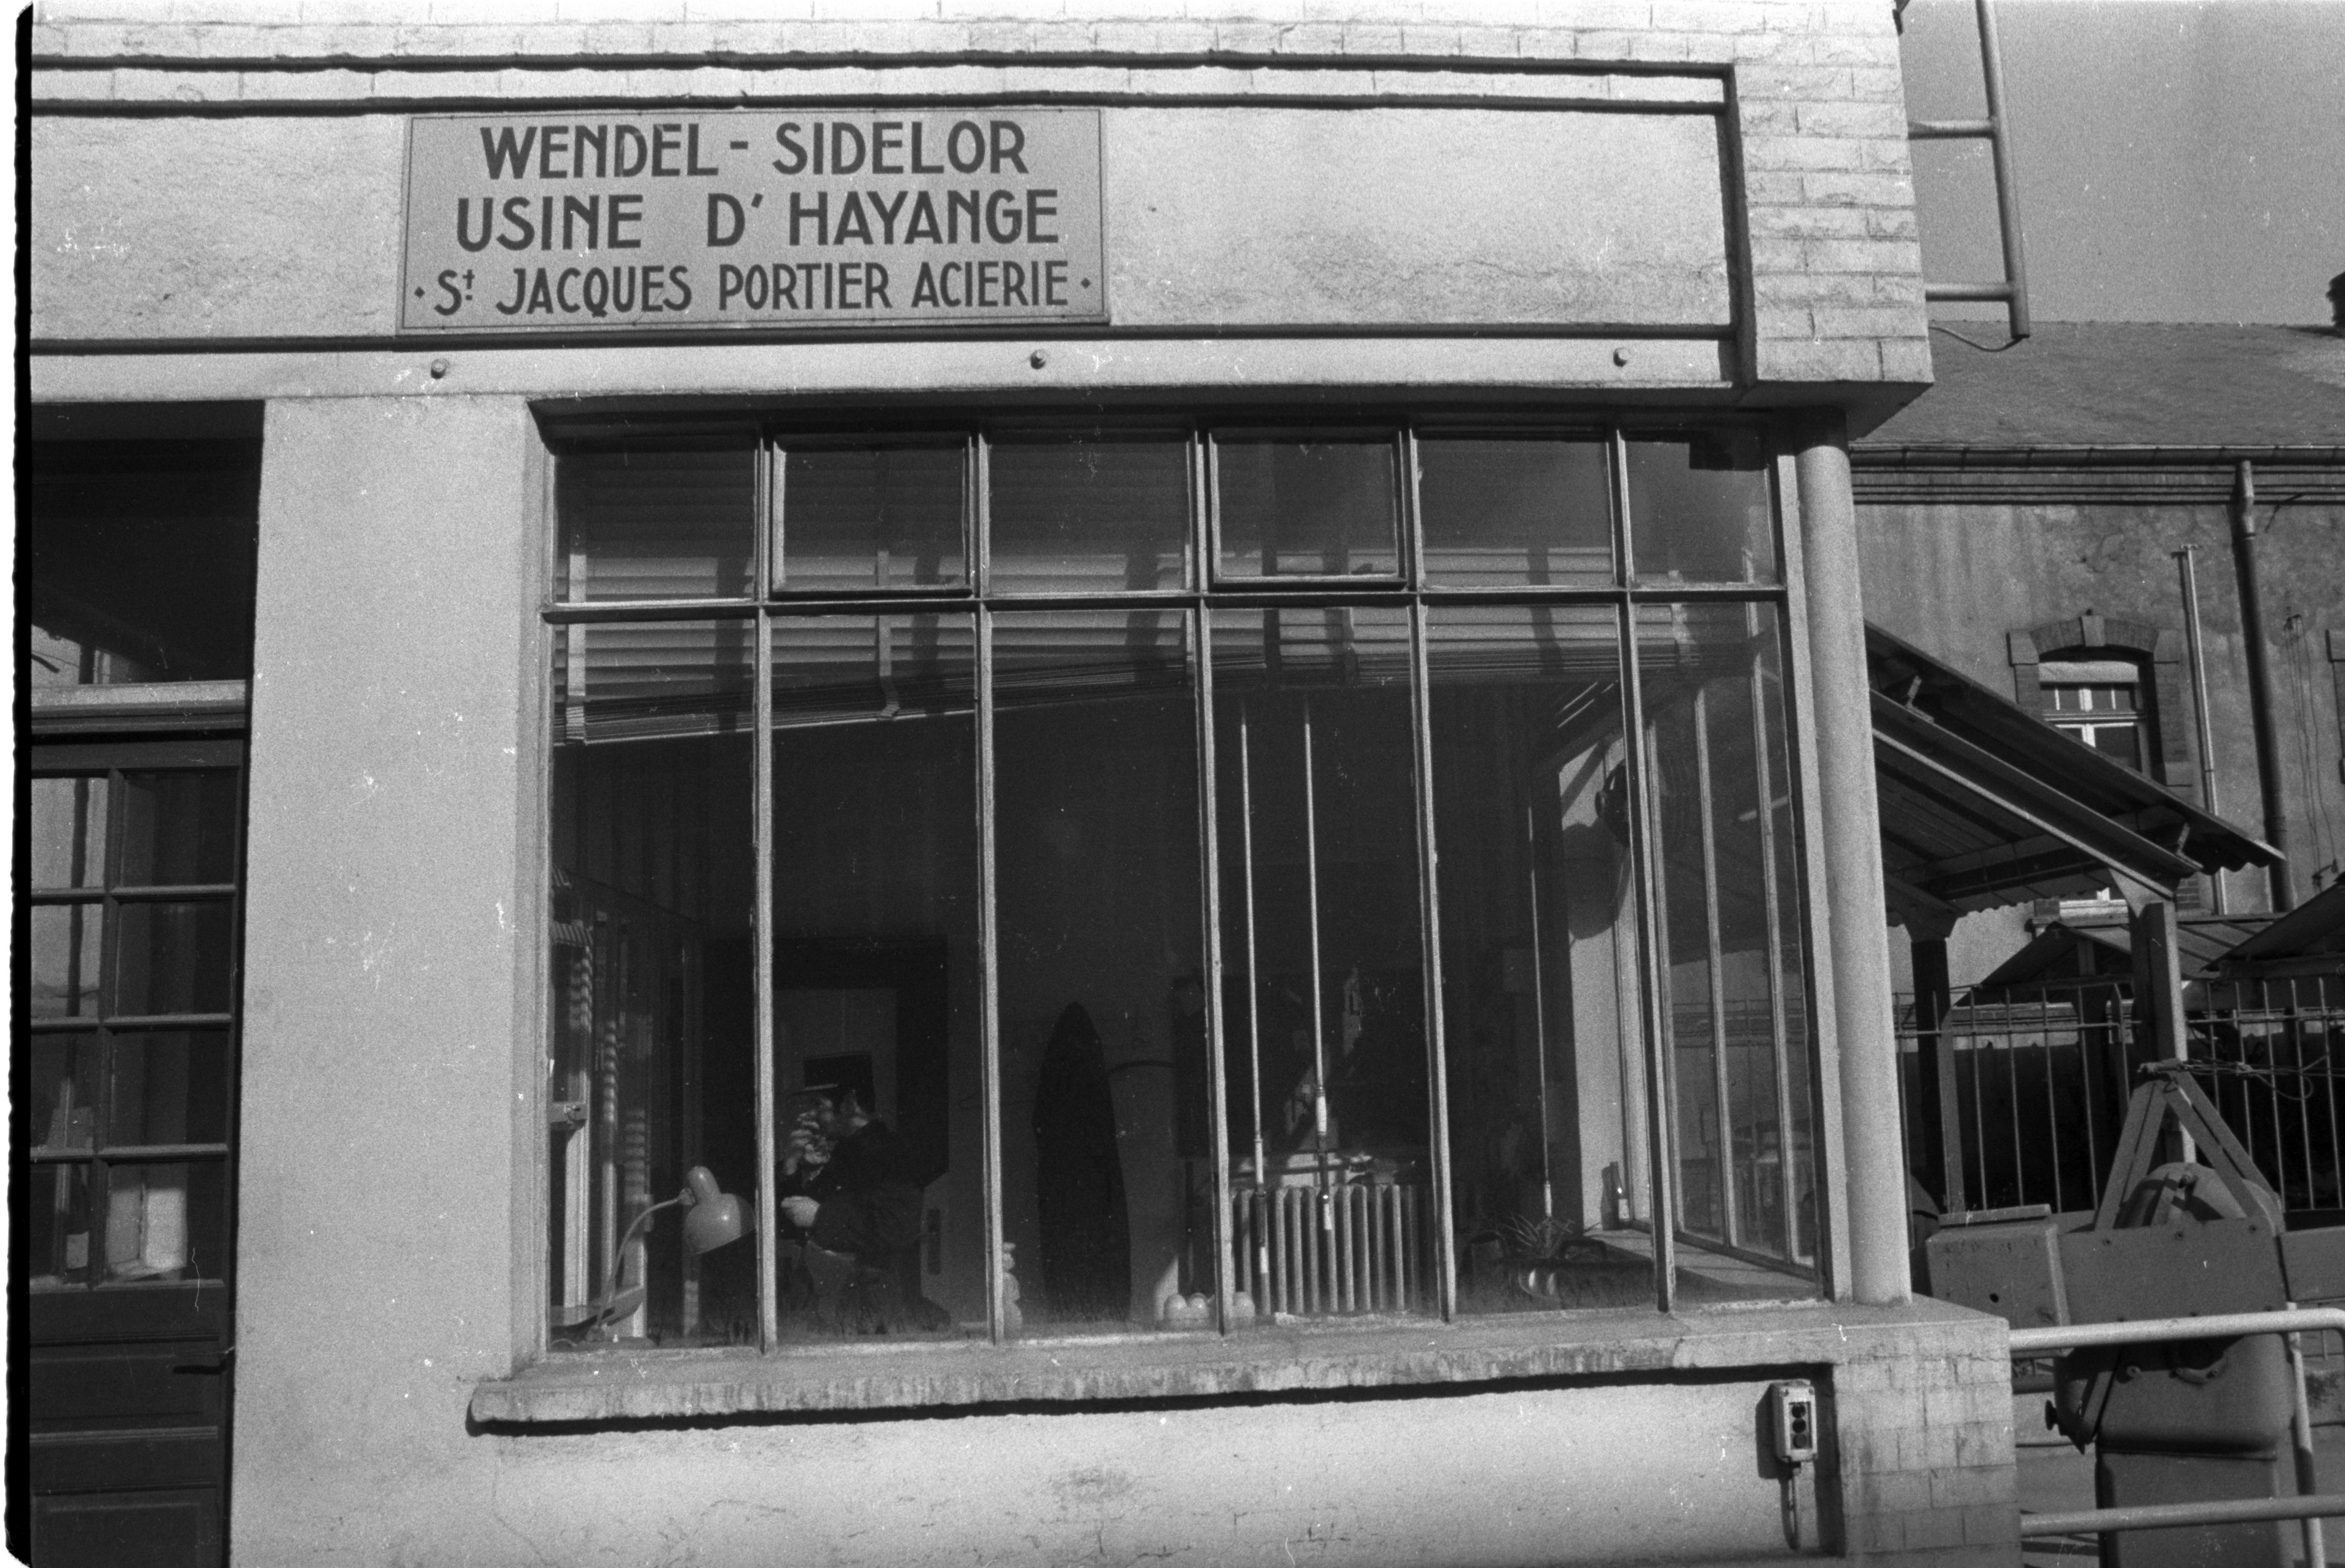 WENDEL - SIDELOR
USINE D' HAYANGE
· St JACQUES PORTIER ACIERIE ·